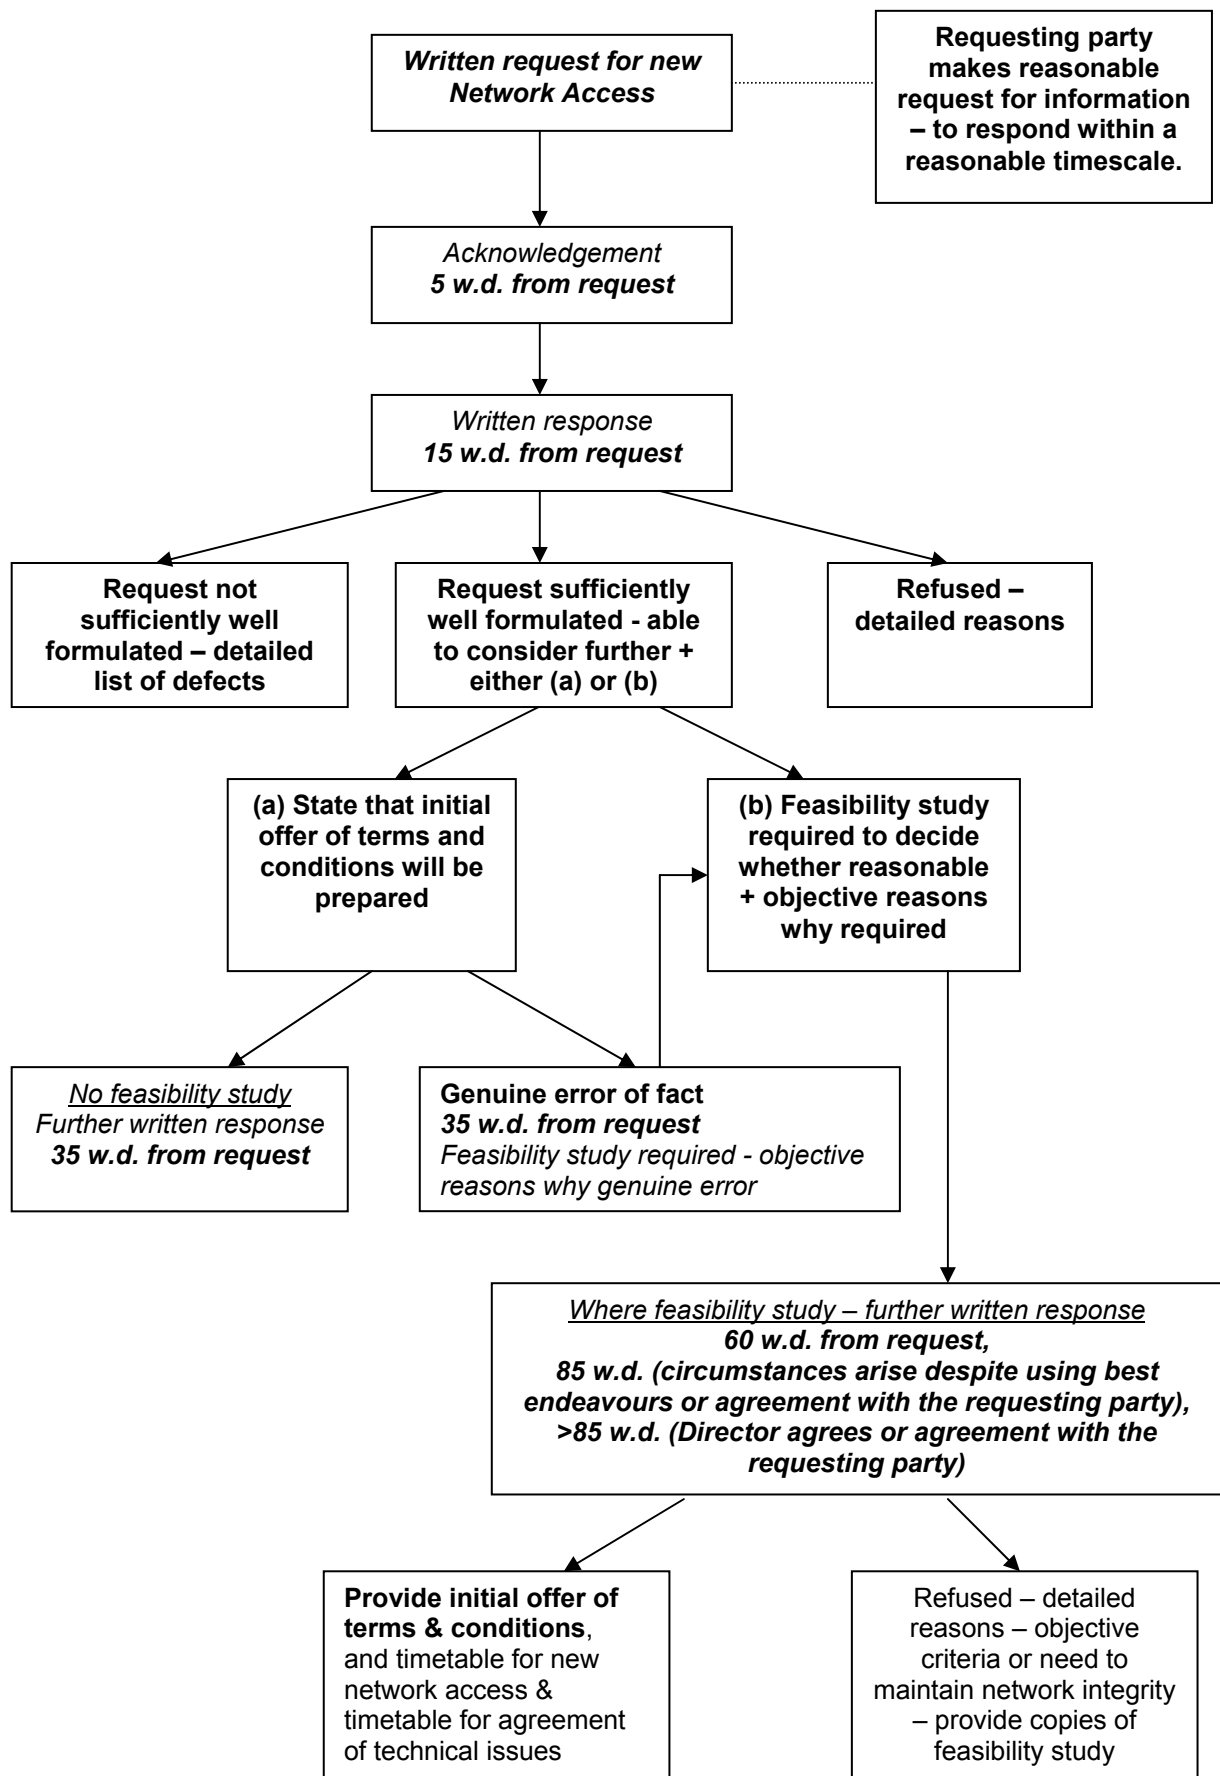 Written request for new
Network Access
Requesting party
makes reasonable
request for information
– to respond within a
reasonable timescale.
Acknowledgement
5 w.d. from request
Written response
15 w.d. from request
Request not
sufficiently well
formulated – detailed
list of defects
Request sufficiently
well formulated - able
to consider further +
either (a) or (b)
Refused –
detailed reasons
(a) State that initial
offer of terms and
conditions will be
prepared
(b) Feasibility study
required to decide
whether reasonable
+ objective reasons
why required
No feasibility study
Further written response
35 w.d. from request
Genuine error of fact
35 w.d. from request
Feasibility study required - objective
reasons why genuine error
Where feasibility study – further written response
60 w.d. from request,
85 w.d. (circumstances arise despite using best
endeavours or agreement with the requesting party),
>85 w.d. (Director agrees or agreement with the
requesting party)
Provide initial offer of
terms & conditions,
and timetable for new
network access &
timetable for agreement
of technical issues
Refused – detailed
reasons – objective
criteria or need to
maintain network integrity
– provide copies of
feasibility study